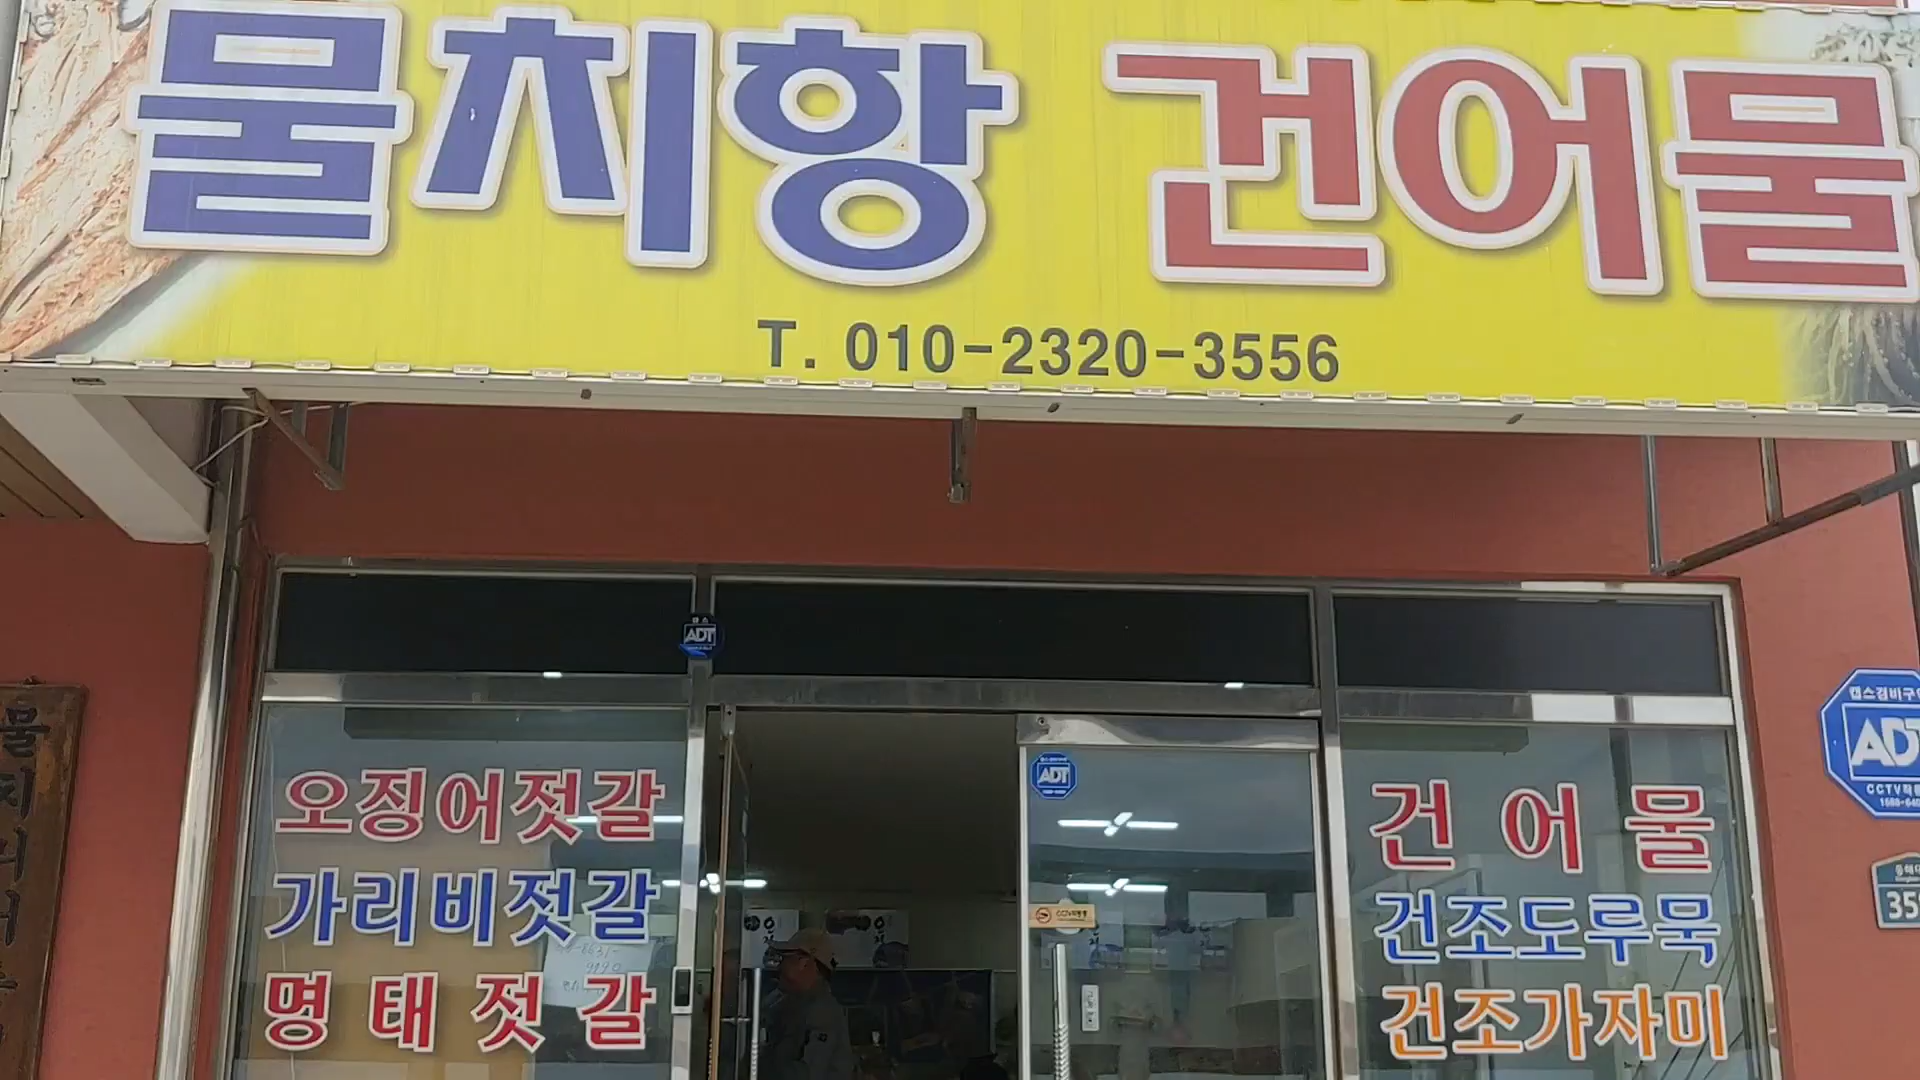 물치항 건어물
T. 010-2320-3556
ADT
오징어젓갈
가리비젓갈
명태젓갈
ADT
건어물
건조도루묵
건조가자미
ADT